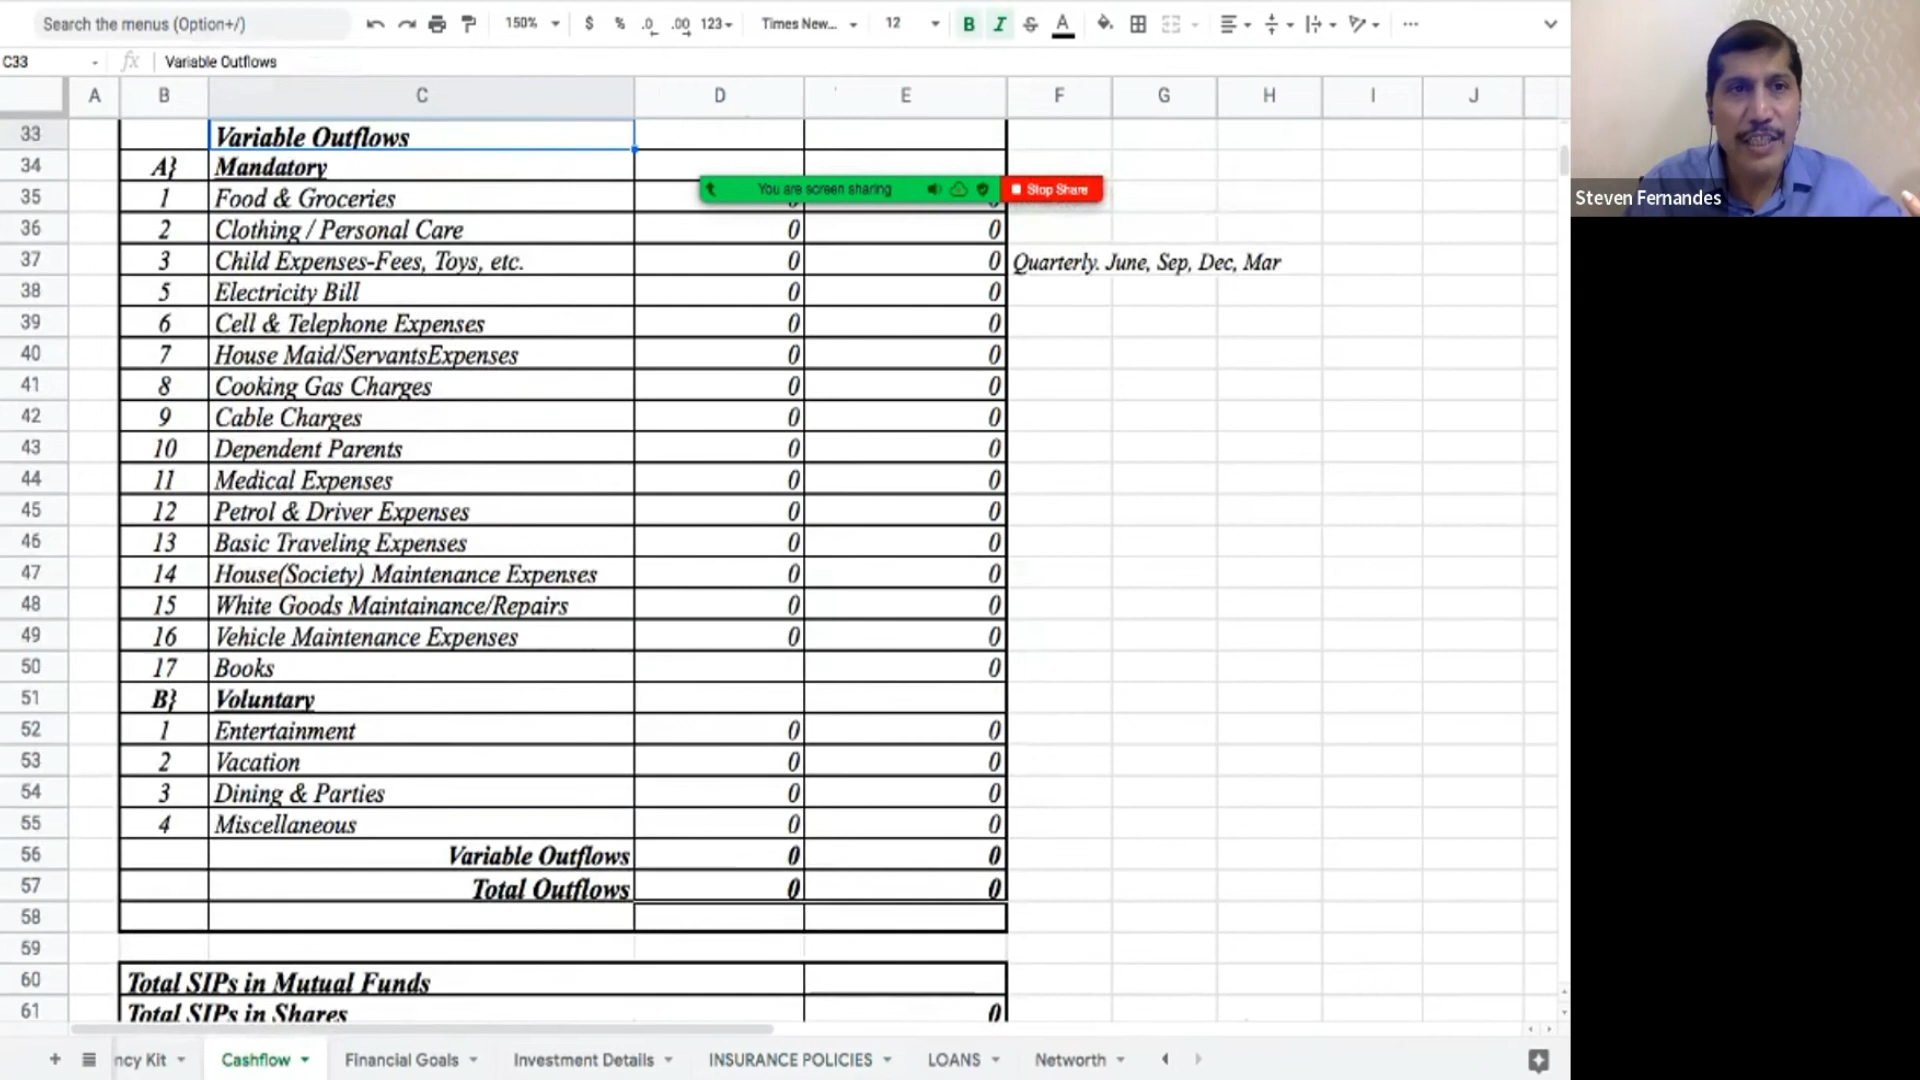 Search the menus (Option+/) 150% $ % .0 .00 123 Times New... 12 B I S A ...
C33 fx Variable Outflows
A B C D E F G H I J
33 Variable Outflows
34 A} Mandatory
You are screen sharing Stop Share
35 1 Food & Groceries
36 2 Clothing / Personal Care 0 0
37 3 Child Expenses-Fees, Toys, etc. 0 0 Quarterly. June, Sep, Dec, Mar
38 5 Electricity Bill 0 0
39 6 Cell & Telephone Expenses 0 0
40 7 House Maid/ServantsExpenses 0 0
41 8 Cooking Gas Charges 0 0
42 9 Cable Charges 0 0
43 10 Dependent Parents 0 0
44 11 Medical Expenses 0 0
45 12 Petrol & Driver Expenses 0 0
46 13 Basic Traveling Expenses 0 0
47 14 House(Society) Maintenance Expenses 0 0
48 15 White Goods Maintainance/Repairs 0 0
49 16 Vehicle Maintenance Expenses 0 0
50 17 Books 0
51 B} Voluntary
52 1 Entertainment 0 0
53 2 Vacation 0 0
54 3 Dining & Parties 0 0
55 4 Miscellaneous 0 0
56 Variable Outflows 0 0
57 Total Outflows 0 0
58
59
60 Total SIPs in Mutual Funds
61 Total SIPs in Shares 0
+ ncy Kit Cashflow Financial Goals Investment Details INSURANCE POLICIES LOANS Networth
Steven Fernandes